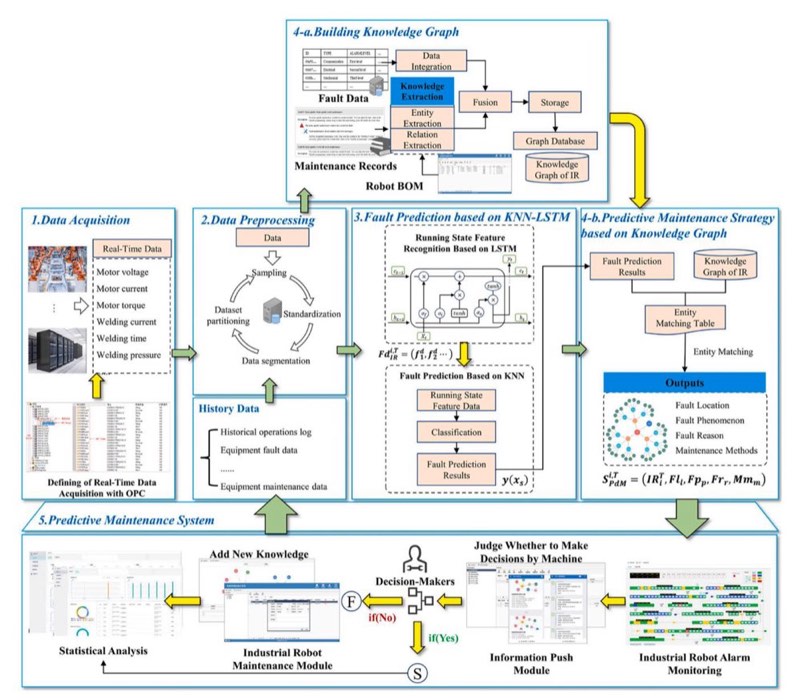 4-a.Building Knowledge Graph
ID TYPE ALARM LEVEL ...
Fault Data
Data
Integration
Knowledge
Extraction
Entity
Extraction
Relation
Extraction
Fusion
Storage
Graph Database
Knowledge
Graph of IR
Maintenance Records
Robot BOM
1.Data Acquisition
Real-Time Data
Motor voltage
Motor current
Motor torque
Welding current
Welding time
Welding pressure
Defining of Real-Time Data
Acquisition with OPC
2.Data Preprocessing
Data
Sampling
Standardization
Data segmentation
Dataset
partitioning
History Data
Historical operations log
Equipment fault data
......
Equipment maintenance data
3.Fault Prediction based on KNN-LSTM
Running State Feature
Recognition Based on LSTM
tanh
tanh
Fd_{IR}^{i,T} = (f_1^d, f_2^d ⋯)
Fault Prediction Based on KNN
Running State
Feature Data
Classification
Fault Prediction
Results
y(x_s)
4-b.Predictive Maintenance Strategy
based on Knowledge Graph
Fault Prediction
Results
Knowledge
Graph of IR
Entity
Matching Table
Entity Matching
Outputs
Fault Location
Fault Phenomenon
Fault Reason
Maintenance Methods
S_{PdM}^{i,T} = (IR_i^T, Fl_l, Fp_p, Fr_r, Mm_m)
5.Predictive Maintenance System
Statistical Analysis
Add New Knowledge
Industrial Robot
Maintenance Module
F
if(No)
Decision-Makers
if(Yes)
S
Judge Whether to Make
Decisions by Machine
Information Push
Module
Industrial Robot Alarm
Monitoring